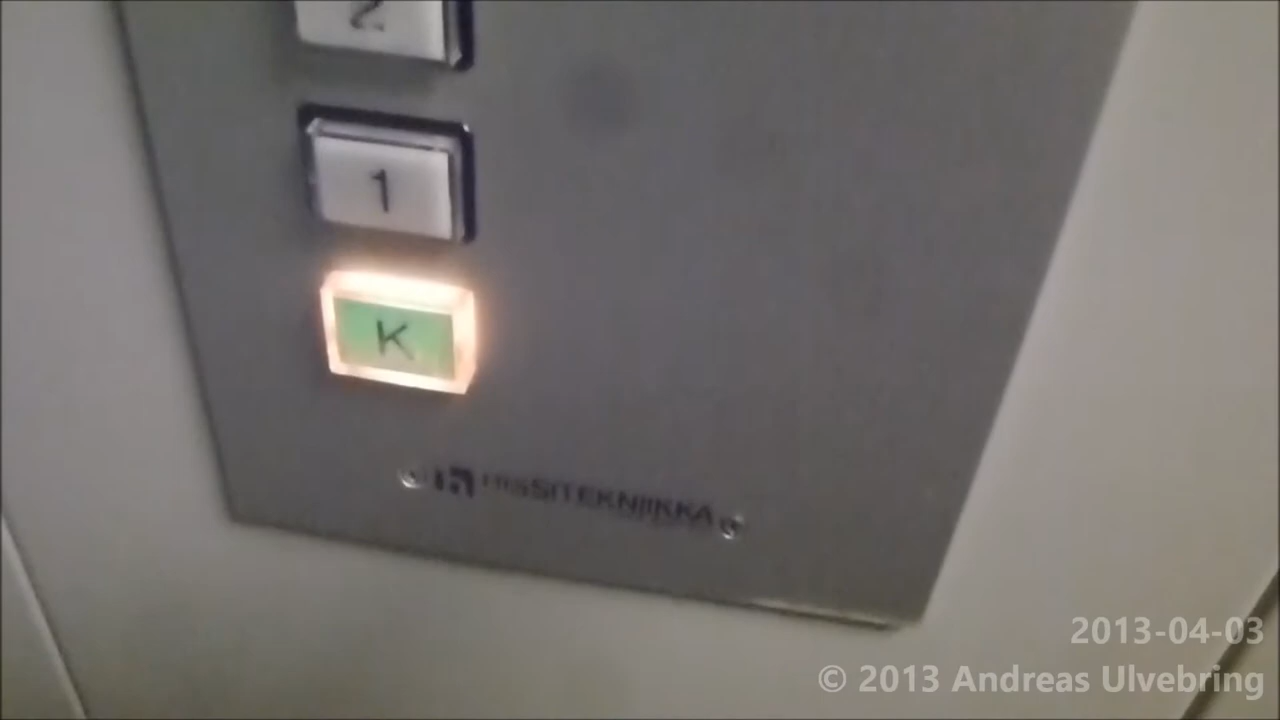 2
1
K
HISSITEKNIIKKA
2013-04-03
© 2013 Andreas Ulvebring